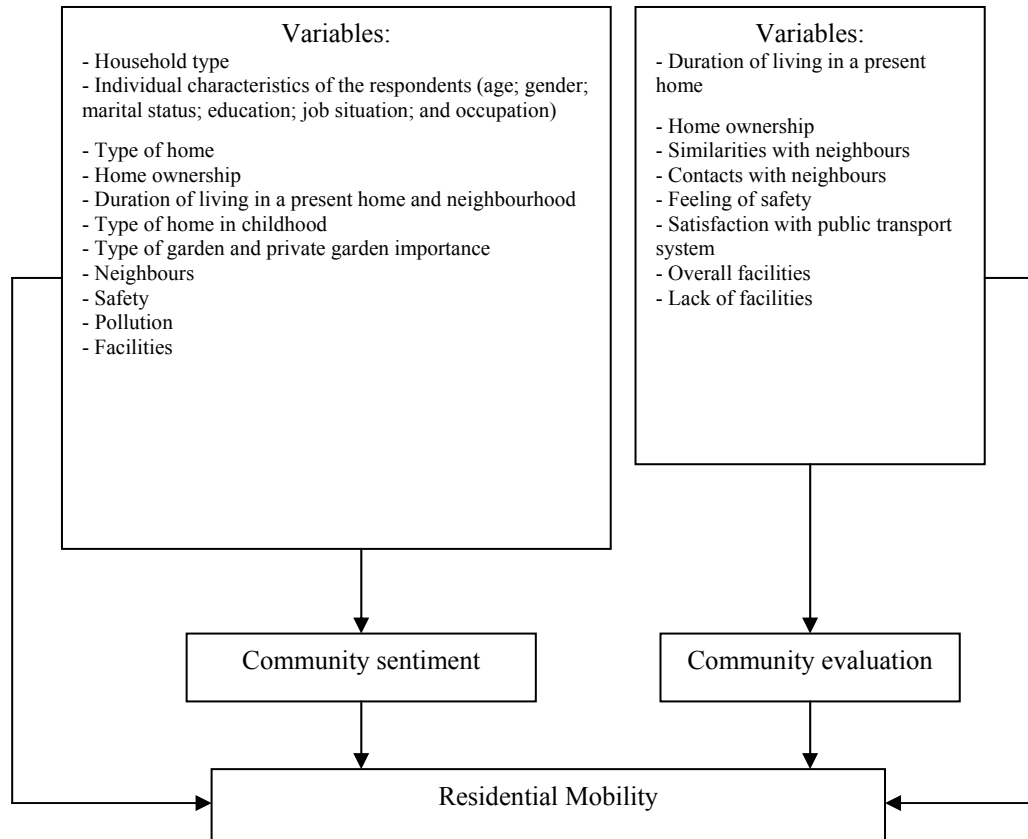 Variables:
- Household type
- Individual characteristics of the respondents (age; gender;
marital status; education; job situation; and occupation)
- Type of home
- Home ownership
- Duration of living in a present home and neighbourhood
- Type of home in childhood
- Type of garden and private garden importance
- Neighbours
- Safety
- Pollution
- Facilities
Variables:
- Duration of living in a present
home
- Home ownership
- Similarities with neighbours
- Contacts with neighbours
- Feeling of safety
- Satisfaction with public transport
system
- Overall facilities
- Lack of facilities
Community sentiment
Community evaluation
Residential Mobility